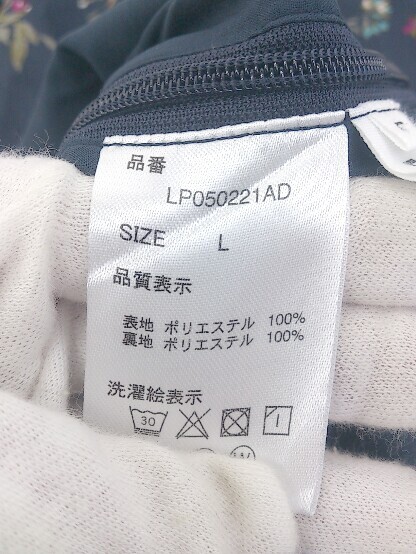 品番
LP050221AD
SIZE L
品質表示
表地 ポリエステル 100%
裏地 ポリエステル 100%
洗濯絵表示
30